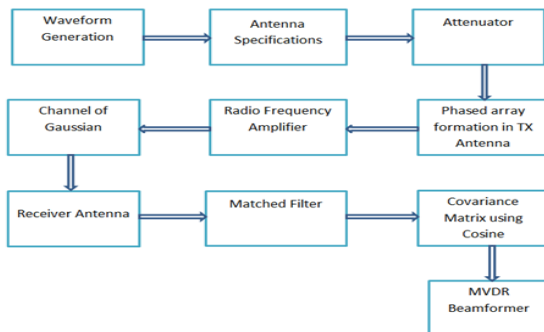 Waveform
Generation
Antenna
Specifications
Attenuator
Channel of
Gaussian
Radio Frequency
Amplifier
Phased array
formation in TX
Antenna
Receiver Antenna
Matched Filter
Covariance
Matrix using
Cosine
MVDR
Beamformer